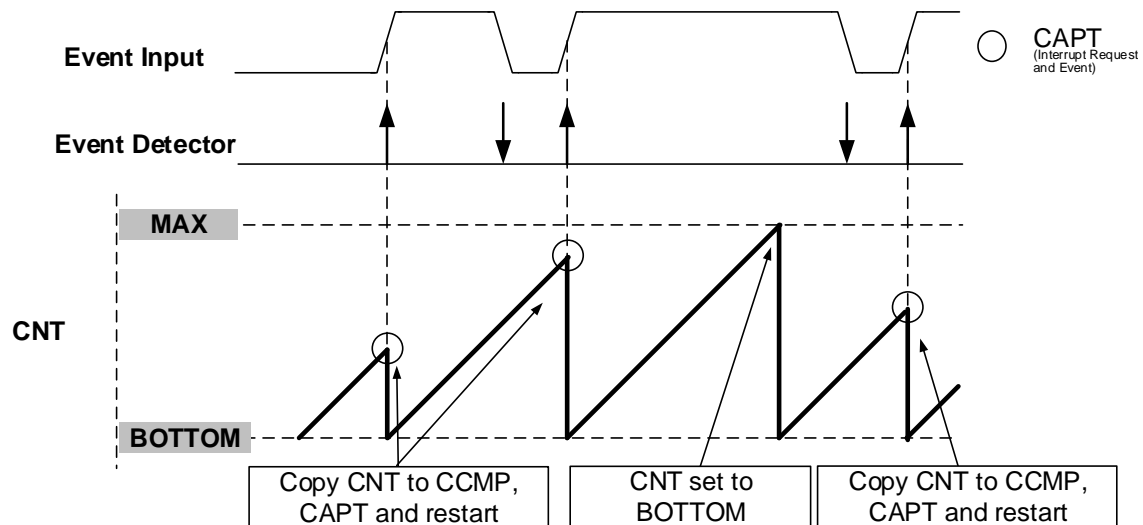 Event Input
CAPT
(Interrupt Request
and Event)
Event Detector
MAX
CNT
BOTTOM
Copy CNT to CCMP,
CAPT and restart
CNT set to
BOTTOM
Copy CNT to CCMP,
CAPT and restart